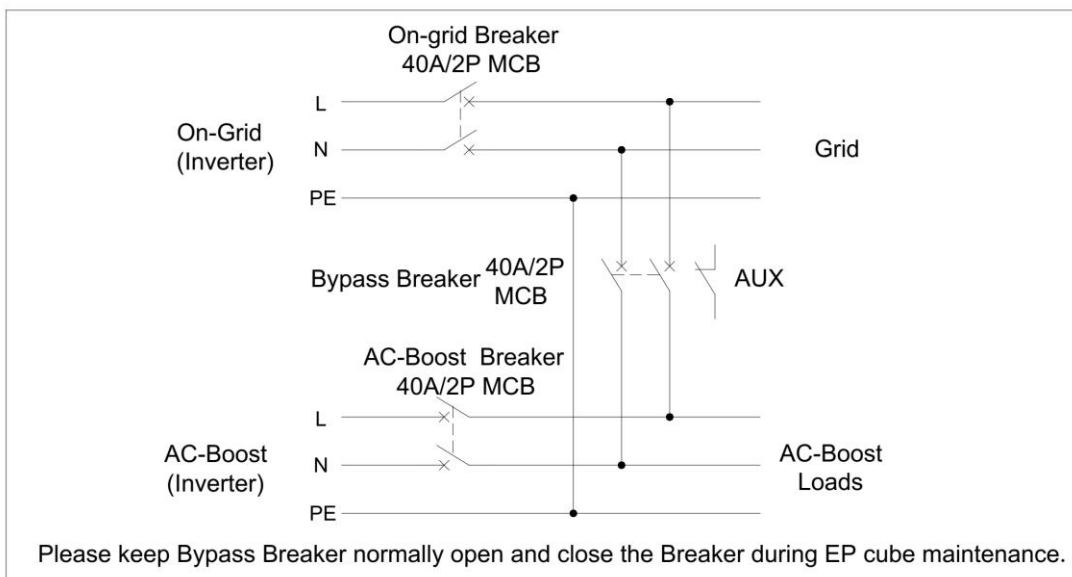 On-grid Breaker
40A/2P MCB
L
On-Grid
(Inverter)
N
Grid
PE
Bypass Breaker
40A/2P
MCB
AUX
AC-Boost Breaker
40A/2P MCB
L
AC-Boost
(Inverter)
N
AC-Boost
Loads
PE
Please keep Bypass Breaker normally open and close the Breaker during EP cube maintenance.